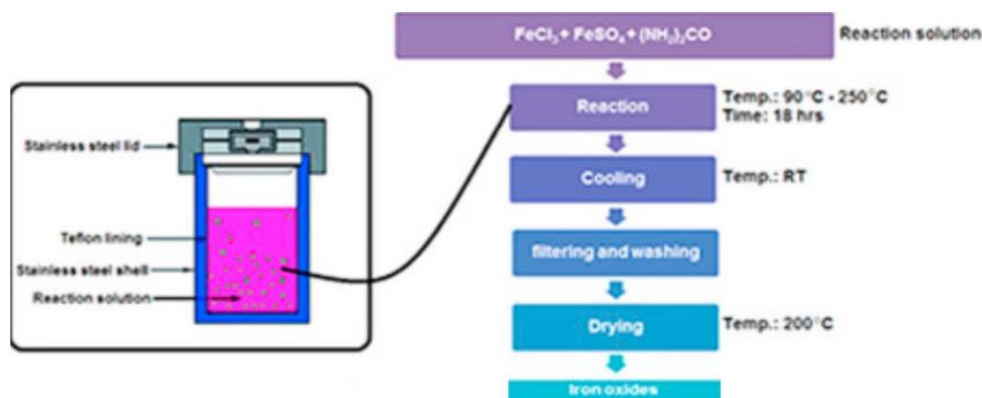 FeCl₃ + FeSO₄ + (NH₂)₂CO
Reaction solution
Reaction
Temp.: 90°C - 250°C
Time: 18 hrs
Stainless steel lid
Cooling
Temp.: RT
Teflon lining
filtering and washing
Stainless steel shell
Reaction solution
Drying
Temp.: 200°C
Iron oxides